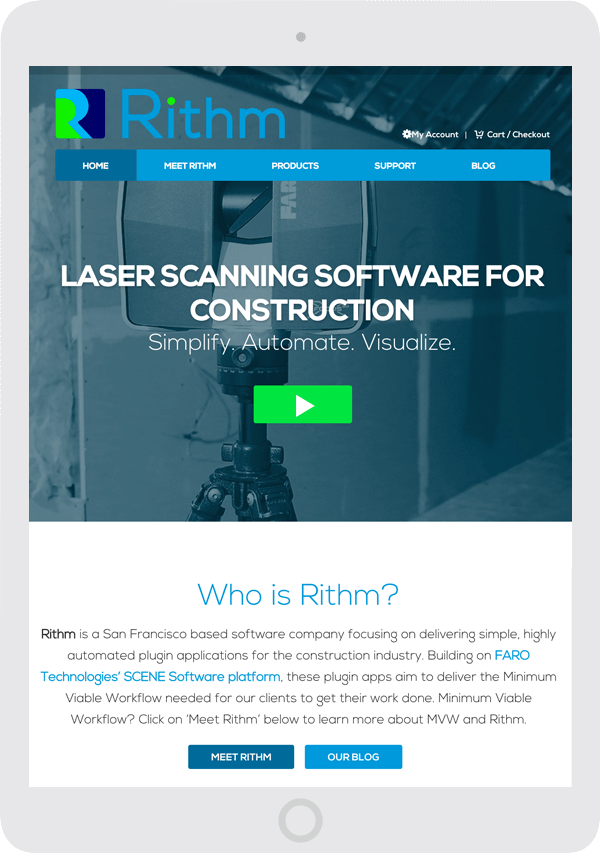 Rithm
My Account | Cart / Checkout
HOME MEET RITHM PRODUCTS SUPPORT BLOG
FARO
LASER SCANNING SOFTWARE FOR
CONSTRUCTION
Simplify. Automate. Visualize.
Who is Rithm?
Rithm is a San Francisco based software company focusing on delivering simple, highly
automated plugin applications for the construction industry. Building on FARO
Technologies’ SCENE Software platform, these plugin apps aim to deliver the Minimum
Viable Workflow needed for our clients to get their work done. Minimum Viable
Workflow? Click on ‘Meet Rithm’ below to learn more about MVW and Rithm.
MEET RITHM OUR BLOG